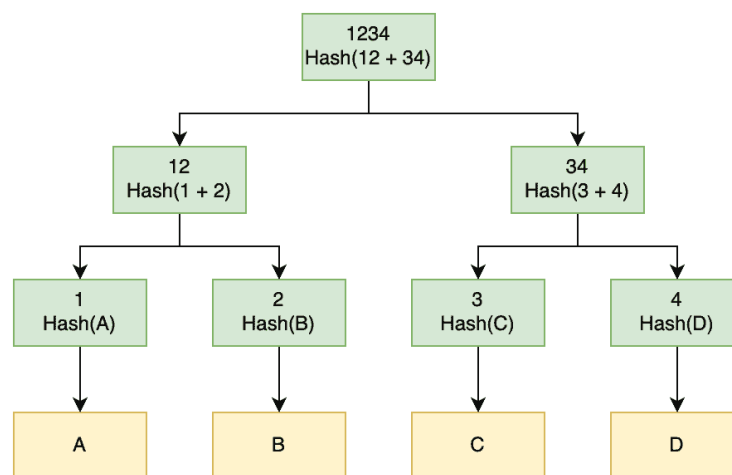 1234
Hash(12 + 34)
12
Hash(1 + 2)
34
Hash(3 + 4)
1
Hash(A)
2
Hash(B)
3
Hash(C)
4
Hash(D)
A
B
C
D